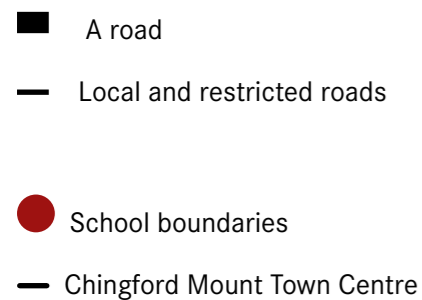 A road
Local and restricted roads
School boundaries
Chingford Mount Town Centre